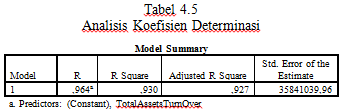 Tabel 4.5
Analisis Koefisien Determinasi
Model Summary
Model R R Square Adjusted R Square Std. Error of the Estimate
1 .964a .930 .927 35841039,96
a. Predictors: (Constant), TotalAssetsTurnOver